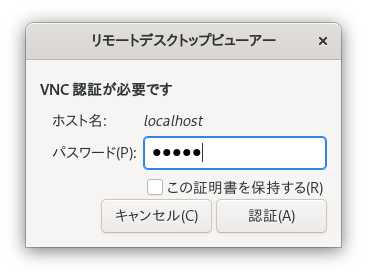 リモートデスクトップビューアー
VNC 認証が必要です
ホスト名: localhost
パスワード(P): ●●●●●
この証明書を保持する(R)
キャンセル(C) 認証(A)